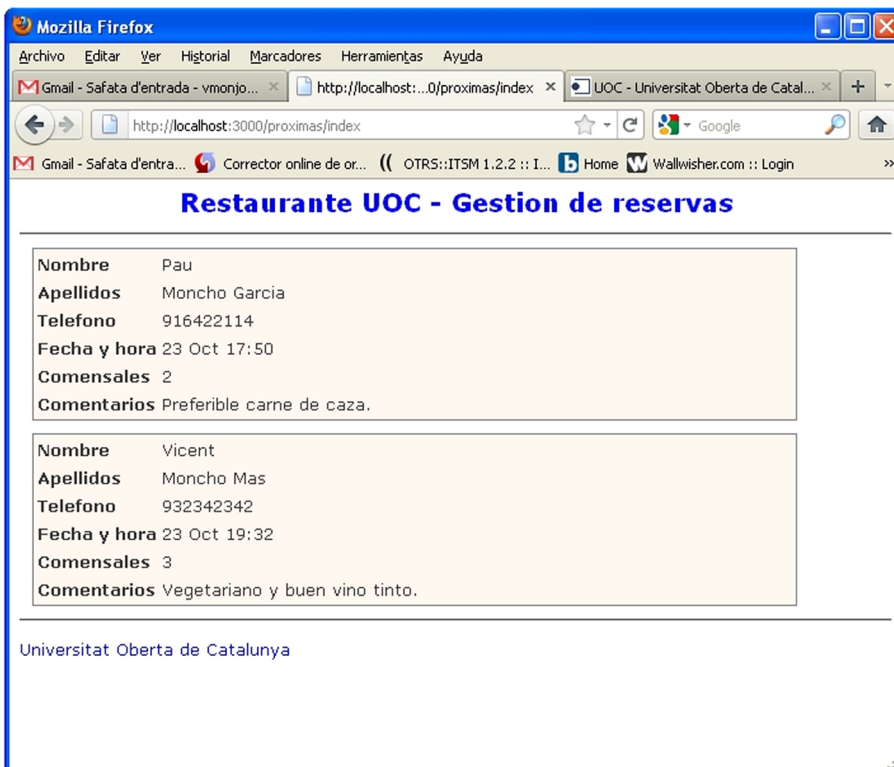 Mozilla Firefox
Archivo Editar Ver Historial Marcadores Herramientas Ayuda
Gmail - Safata d'entrada - vmonjo... × http://localhost:...0/proximas/index × UOC - Universitat Oberta de Catal... × +
http://localhost:3000/proximas/index Google
Gmail - Safata d'entra... Corrector online de or... (( OTRS::ITSM 1.2.2 :: I... b Home W Wallwisher.com :: Login »
Restaurante UOC - Gestion de reservas
Nombre Pau
Apellidos Moncho Garcia
Telefono 916422114
Fecha y hora 23 Oct 17:50
Comensales 2
Comentarios Preferible carne de caza.
Nombre Vicent
Apellidos Moncho Mas
Telefono 932342342
Fecha y hora 23 Oct 19:32
Comensales 3
Comentarios Vegetariano y buen vino tinto.
Universitat Oberta de Catalunya